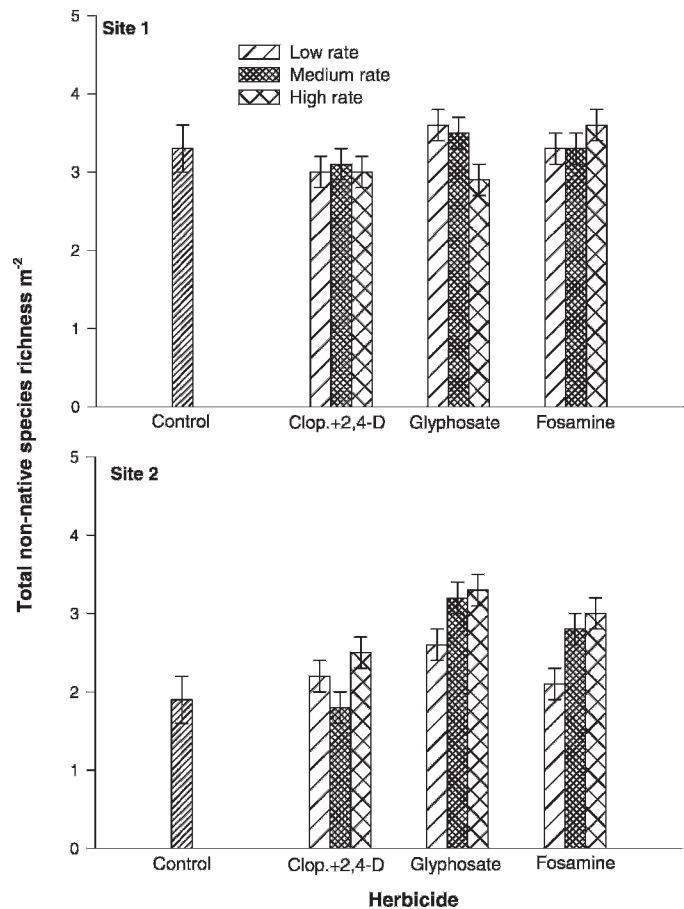 Site 1
Low rate
Medium rate
High rate
5
4
3
2
1
0
Control Clop.+2,4-D Glyphosate Fosamine
Total non-native species richness m-2
Site 2
5
4
3
2
1
0
Control Clop.+2,4-D Glyphosate Fosamine
Herbicide